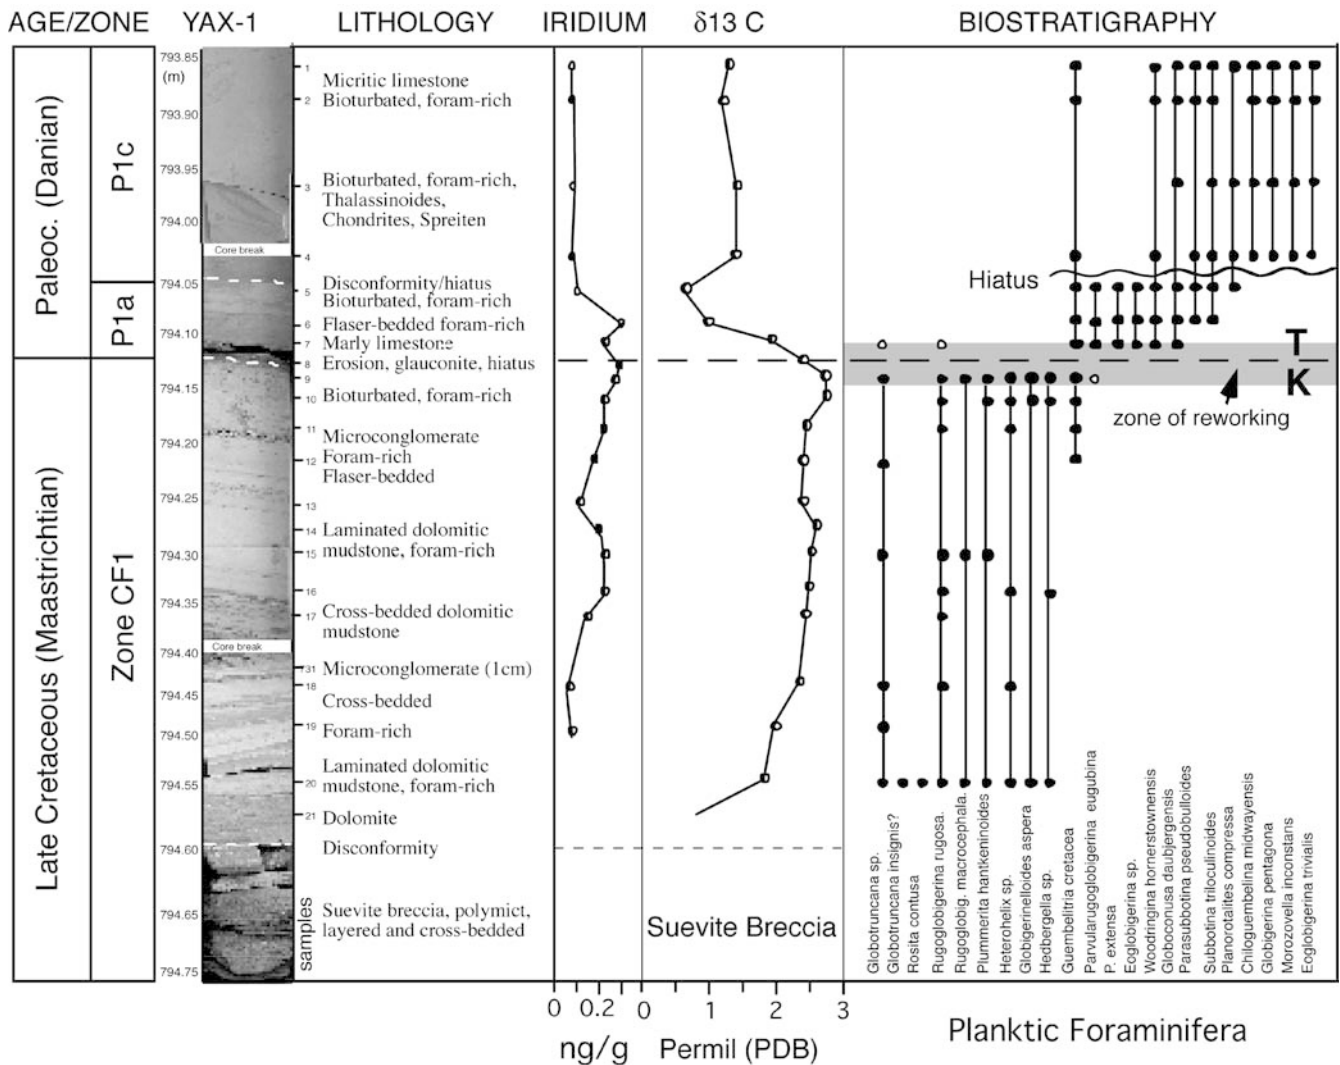 AGE/ZONE YAX-1 LITHOLOGY IRIDIUM δ13 C BIOSTRATIGRAPHY
Paleoc. (Danian)
Late Cretaceous (Maastrichtian)
P1c
P1a
Zone CF1
793.85
(m)
793.90
793.95
794.00
794.05
794.10
794.15
794.20
794.25
794.30
794.35
794.40
794.45
794.50
794.55
794.60
794.65
794.75
Core break
Core break
1
2
3
4
5
6
7
8
9
10
11
12
13
14
15
16
17
31
18
19
20
21
samples
Micritic limestone
Bioturbated, foram-rich
Bioturbated, foram-rich,
Thalassinoides,
Chondrites, Spreiten
Disconformity/hiatus
Bioturbated, foram-rich
Flaser-bedded foram-rich
Marly limestone
Erosion, glauconite, hiatus
Bioturbated, foram-rich
Microconglomerate
Foram-rich
Flaser-bedded
Laminated dolomitic
mudstone, foram-rich
Cross-bedded dolomitic
mudstone
Microconglomerate (1cm)
Cross-bedded
Foram-rich
Laminated dolomitic
mudstone, foram-rich
Dolomite
Disconformity
Suevite breccia, polymict,
layered and cross-bedded
Suevite Breccia
0 0.2
ng/g
0 1 2 3
Permil (PDB)
Hiatus
T
K
zone of reworking
Globotruncana sp.
Globotruncana insignis?
Rosita contusa
Rugoglobigerina rugosa.
Rugoglobig. macrocephala.
Plummerita hantkeninoides
Heterohelix sp.
Globigerinelloides aspera
Hedbergella sp.
Guembelitria cretacea
Parvularugoglobigerina eugubina
P. extensa
Eoglobigerina sp.
Woodringina hornerstownensis
Globoconusa daubjergensis
Parasubbotina pseudobulloides
Subbotina triloculinoides
Planorotalites compressa
Chiloguembelina midwayensis
Globigerina pentagona
Morozovella inconstans
Eoglobigerina trivialis
Planktic Foraminifera